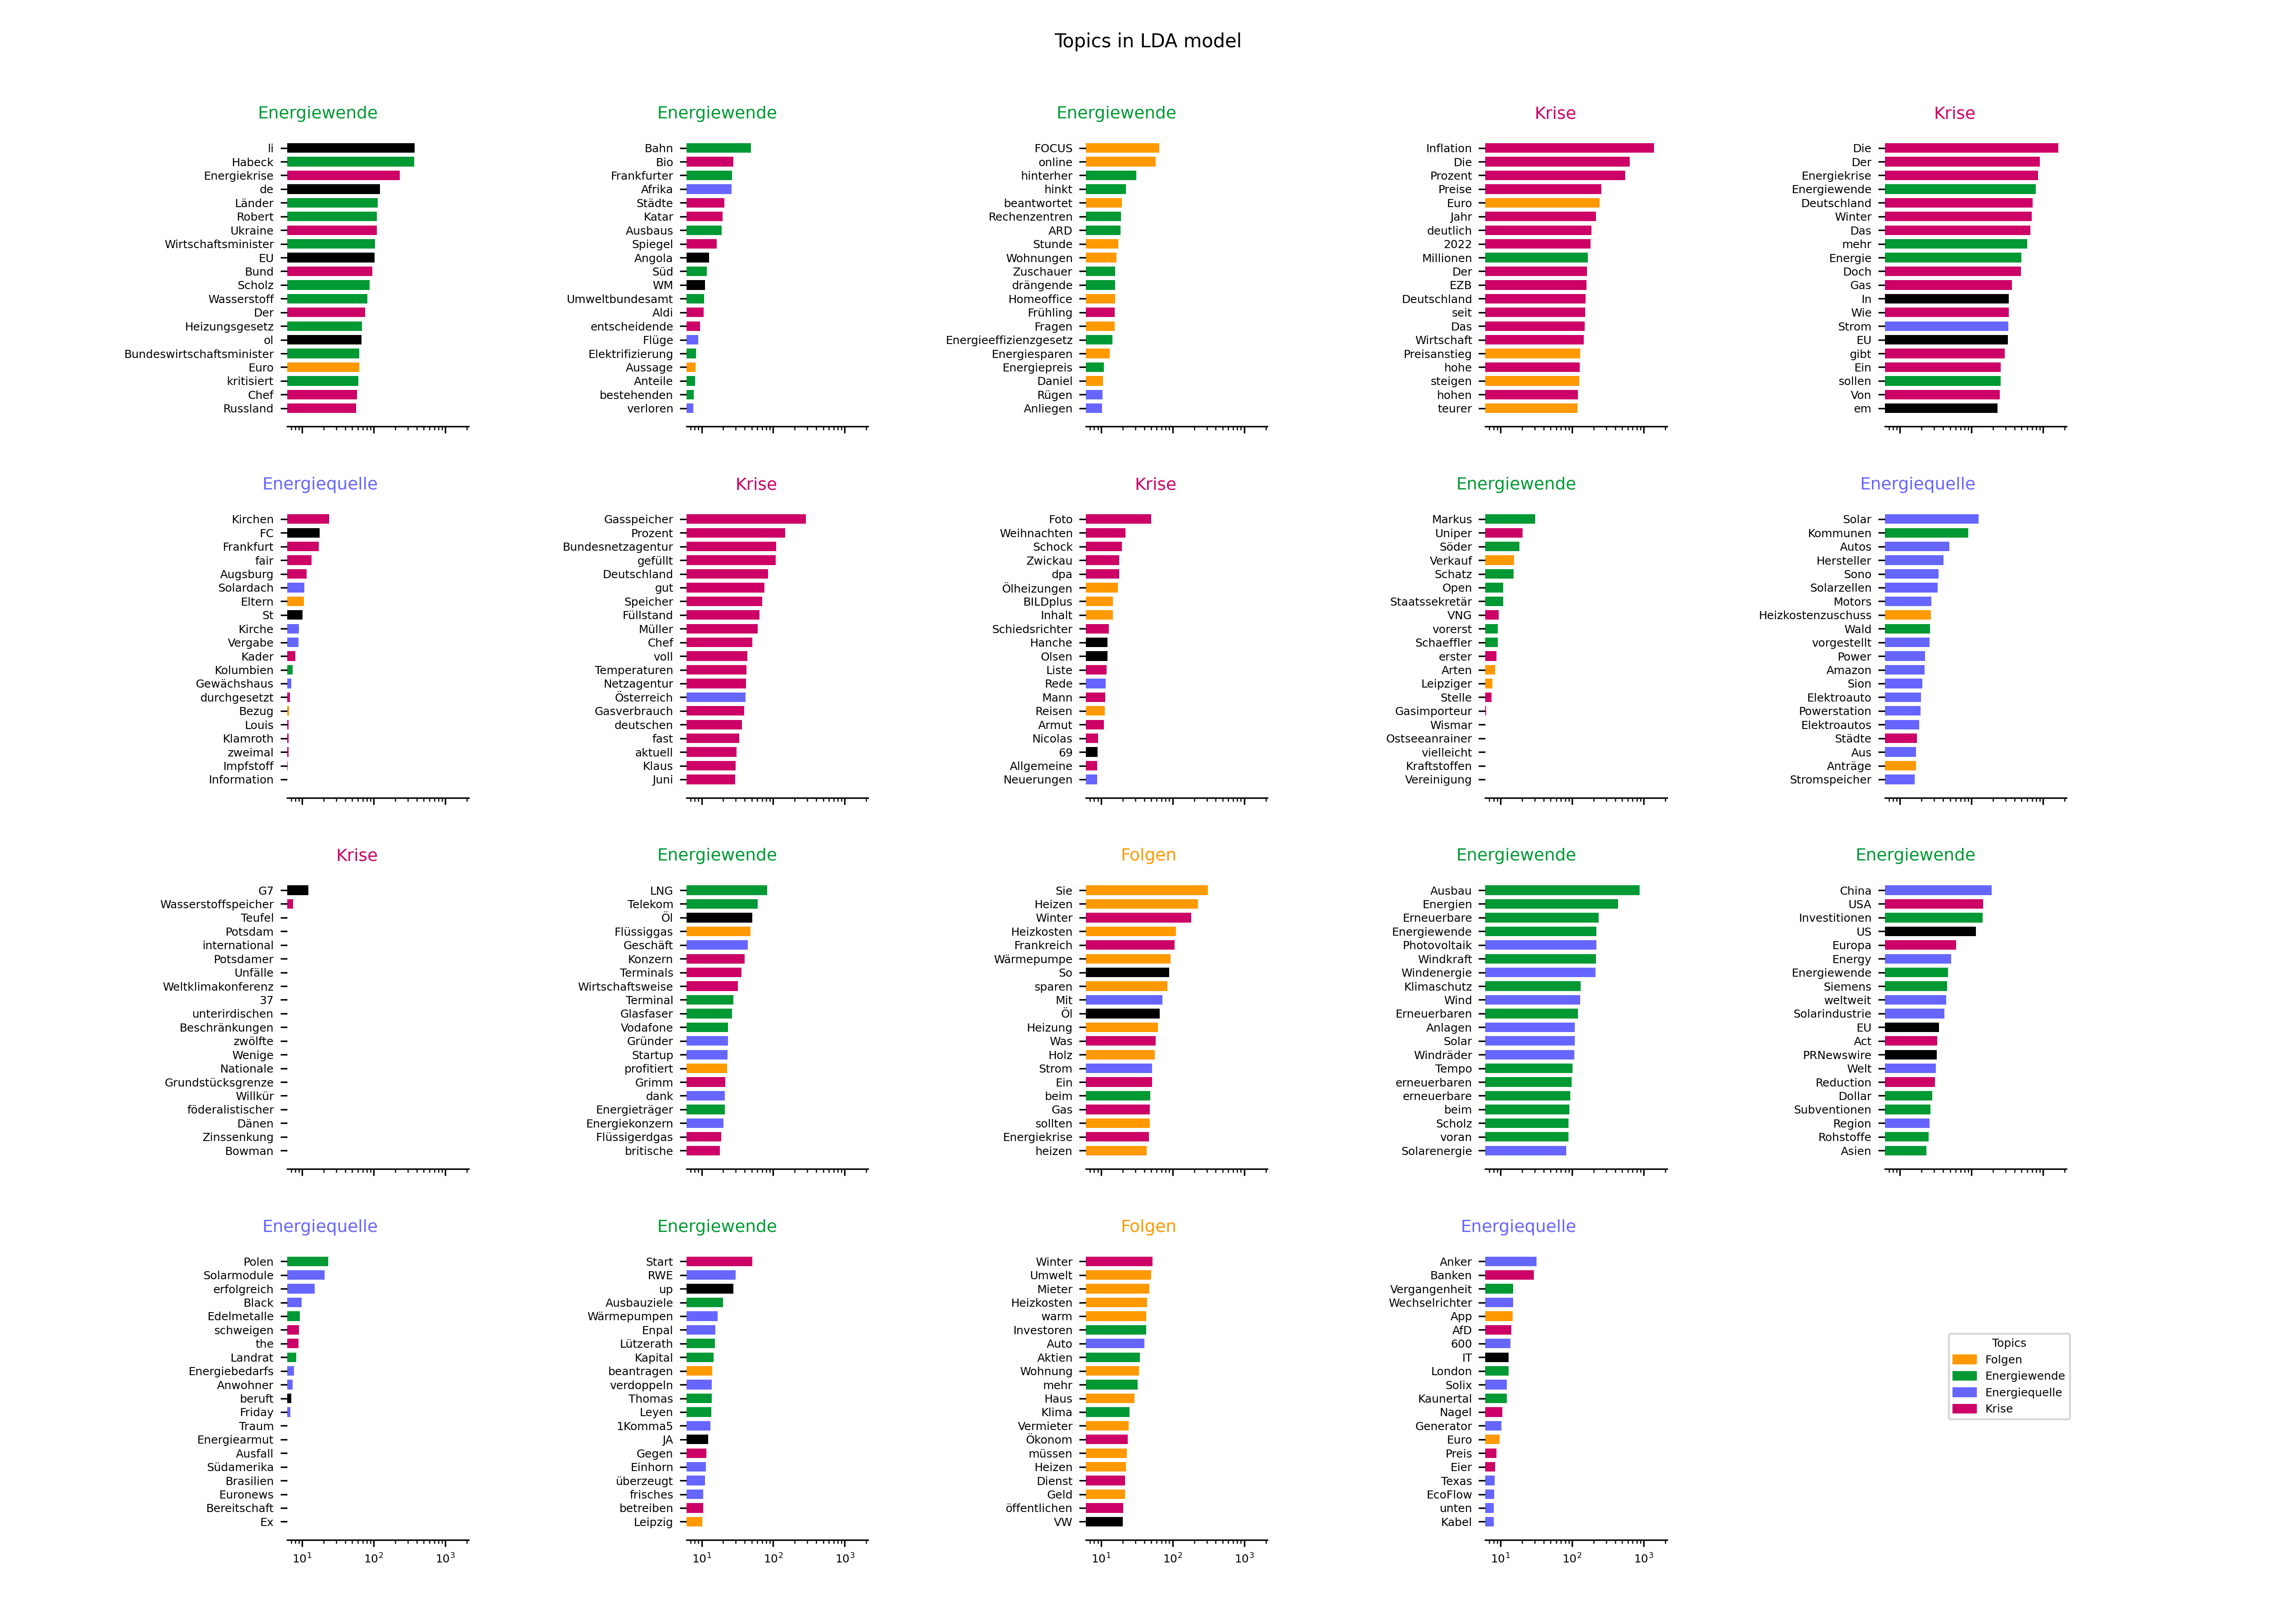 Topics in LDA model
Energiewende
li
Habeck
Energiekrise
de
Länder
Robert
Ukraine
Wirtschaftsminister
EU
Bund
Scholz
Wasserstoff
Der
Heizungsgesetz
ol
Bundeswirtschaftsminister
Euro
kritisiert
Chef
Russland
Energiewende
Bahn
Bio
Frankfurter
Afrika
Städte
Katar
Ausbaus
Spiegel
Angola
Süd
WM
Umweltbundesamt
Aldi
entscheidende
Flüge
Elektrifizierung
Aussage
Anteile
bestehenden
verloren
Energiewende
FOCUS
online
hinterher
hinkt
beantwortet
Rechenzentren
ARD
Stunde
Wohnungen
Zuschauer
drängende
Homeoffice
Frühling
Fragen
Energieeffizienzgesetz
Energiesparen
Energiepreis
Daniel
Rügen
Anliegen
Krise
Inflation
Die
Prozent
Preise
Euro
Jahr
deutlich
2022
Millionen
Der
EZB
Deutschland
seit
Das
Wirtschaft
Preisanstieg
hohe
steigen
hohen
teurer
Krise
Die
Der
Energiekrise
Energiewende
Deutschland
Winter
Das
mehr
Energie
Doch
Gas
In
Wie
Strom
EU
gibt
Ein
sollen
Von
em
Energiequelle
Kirchen
FC
Frankfurt
fair
Augsburg
Solardach
Eltern
St
Kirche
Vergabe
Kader
Kolumbien
Gewächshaus
durchgesetzt
Bezug
Louis
Klamroth
zweimal
Impfstoff
Information
Krise
Gasspeicher
Prozent
Bundesnetzagentur
gefüllt
Deutschland
gut
Speicher
Füllstand
Müller
Chef
voll
Temperaturen
Netzagentur
Österreich
Gasverbrauch
deutschen
fast
aktuell
Klaus
Juni
Krise
Foto
Weihnachten
Schock
Zwickau
dpa
Ölheizungen
BILDplus
Inhalt
Schiedsrichter
Hanche
Olsen
Liste
Rede
Mann
Reisen
Armut
Nicolas
69
Allgemeine
Neuerungen
Energiewende
Markus
Uniper
Söder
Verkauf
Schatz
Open
Staatssekretär
VNG
vorerst
Schaeffler
erster
Arten
Leipziger
Stelle
Gasimporteur
Wismar
Ostseeanrainer
vielleicht
Kraftstoffen
Vereinigung
Energiequelle
Solar
Kommunen
Autos
Hersteller
Sono
Solarzellen
Motors
Heizkostenzuschuss
Wald
vorgestellt
Power
Amazon
Sion
Elektroauto
Powerstation
Elektroautos
Städte
Aus
Anträge
Stromspeicher
Krise
G7
Wasserstoffspeicher
Teufel
Potsdam
international
Potsdamer
Unfälle
Weltklimakonferenz
37
unterirdischen
Beschränkungen
zwölfte
Wenige
Nationale
Grundstücksgrenze
Willkür
föderalistischer
Dänen
Zinssenkung
Bowman
Energiewende
LNG
Telekom
Öl
Flüssiggas
Geschäft
Konzern
Terminals
Wirtschaftsweise
Terminal
Glasfaser
Vodafone
Gründer
Startup
profitiert
Grimm
dank
Energieträger
Energiekonzern
Flüssigerdgas
britische
Folgen
Sie
Heizen
Winter
Heizkosten
Frankreich
Wärmepumpe
So
sparen
Mit
Öl
Heizung
Was
Holz
Strom
Ein
beim
Gas
sollten
Energiekrise
heizen
Energiewende
Ausbau
Energien
Erneuerbare
Energiewende
Photovoltaik
Windkraft
Windenergie
Klimaschutz
Wind
Erneuerbaren
Anlagen
Solar
Windräder
Tempo
erneuerbaren
erneuerbare
beim
Scholz
voran
Solarenergie
Energiewende
China
USA
Investitionen
US
Europa
Energy
Energiewende
Siemens
weltweit
Solarindustrie
EU
Act
PRNewswire
Welt
Reduction
Dollar
Subventionen
Region
Rohstoffe
Asien
Energiequelle
Polen
Solarmodule
erfolgreich
Black
Edelmetalle
schweigen
the
Landrat
Energiebedarfs
Anwohner
beruft
Friday
Traum
Energiearmut
Ausfall
Südamerika
Brasilien
Euronews
Bereitschaft
Ex
10¹ 10² 10³
Energiewende
Start
RWE
up
Ausbauziele
Wärmepumpen
Enpal
Lützerath
Kapital
beantragen
verdoppeln
Thomas
Leyen
1Komma5
JA
Gegen
Einhorn
überzeugt
frisches
betreiben
Leipzig
10¹ 10² 10³
Folgen
Winter
Umwelt
Mieter
Heizkosten
warm
Investoren
Auto
Aktien
Wohnung
mehr
Haus
Klima
Vermieter
Ökonom
müssen
Heizen
Dienst
Geld
öffentlichen
VW
10¹ 10² 10³
Energiequelle
Anker
Banken
Vergangenheit
Wechselrichter
App
AfD
600
IT
London
Solix
Kaunertal
Nagel
Generator
Euro
Preis
Eier
Texas
EcoFlow
unten
Kabel
10¹ 10² 10³
Topics
Folgen
Energiewende
Energiequelle
Krise